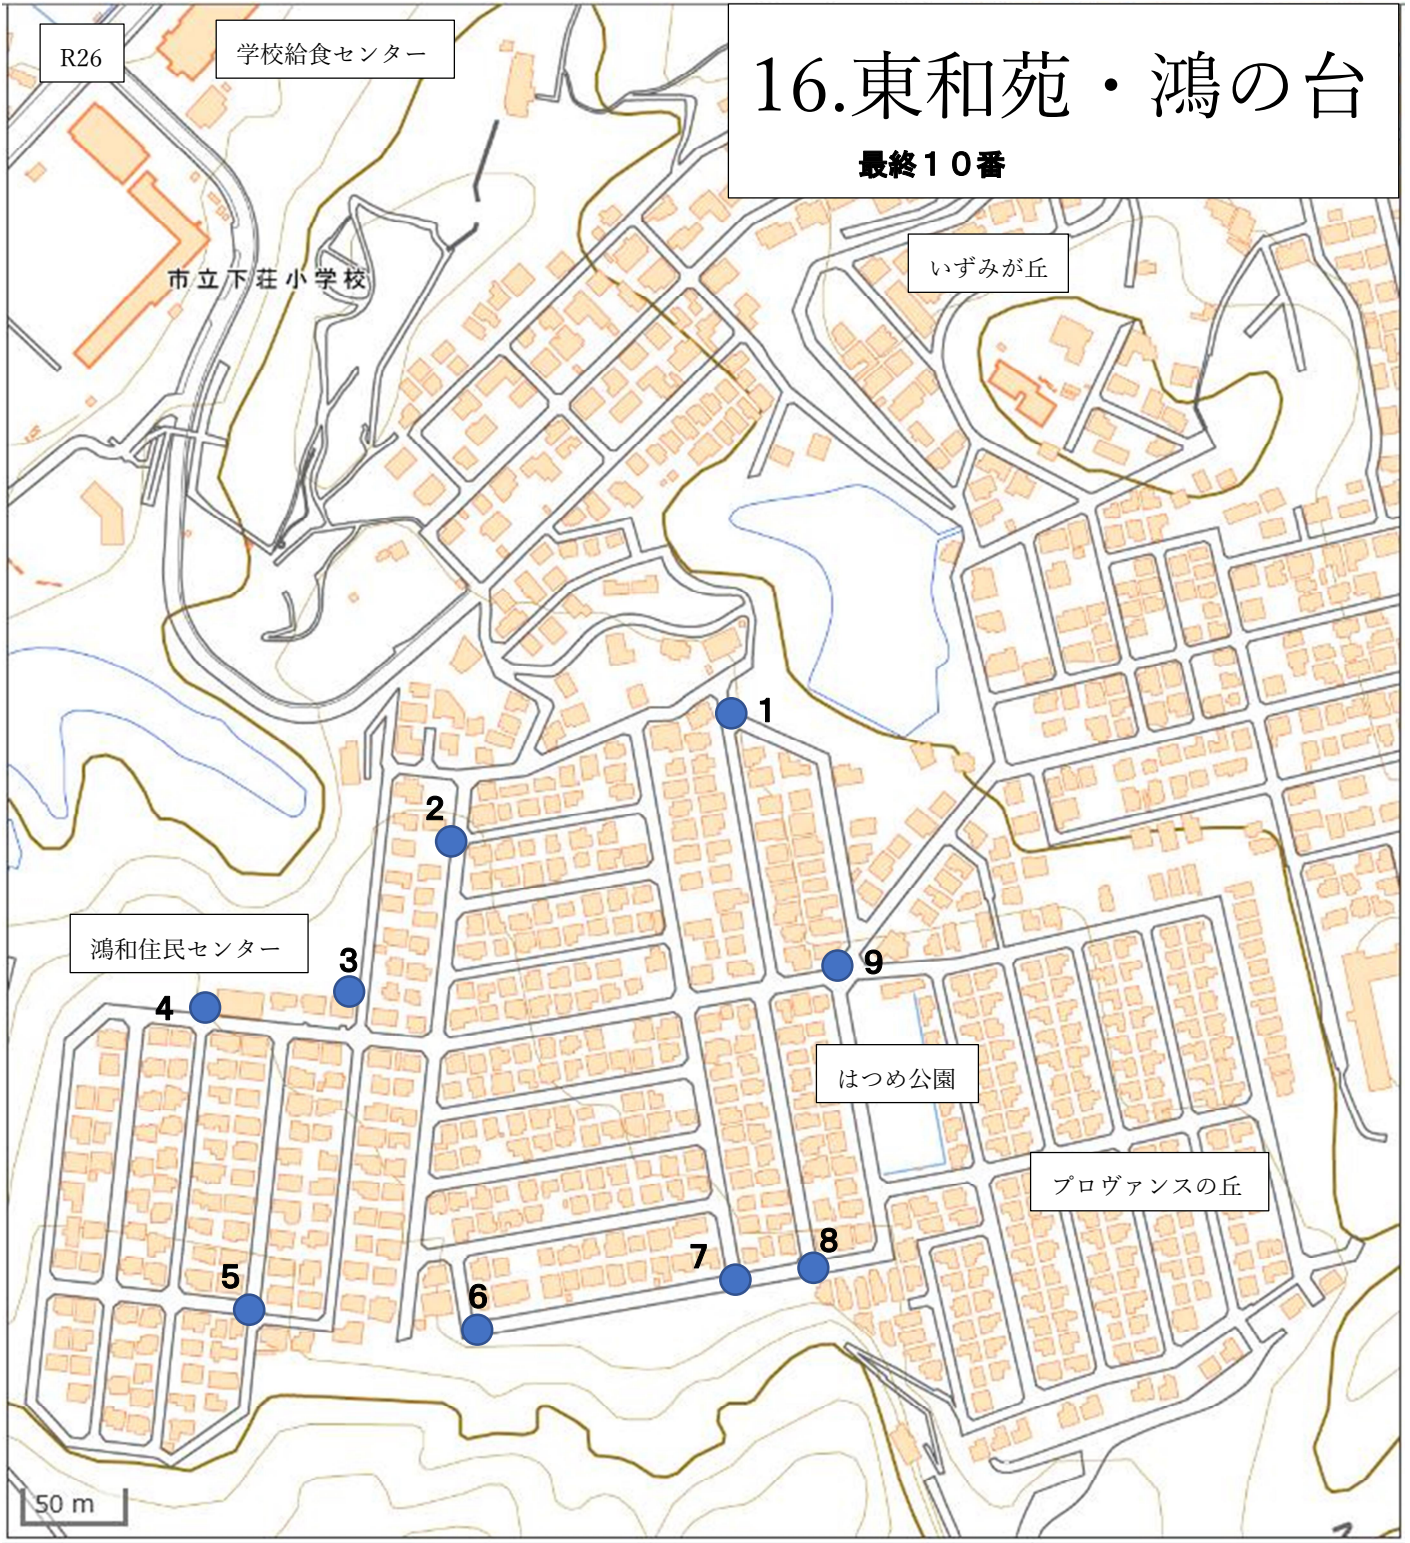 R26
学校給食センター
16.東和苑・鴻の台
最終１０番
いずみが丘
市立下荘小学校
1
2
鴻和住民センター
3
9
4
はつめ公園
プロヴァンスの丘
8
7
5
6
50 m